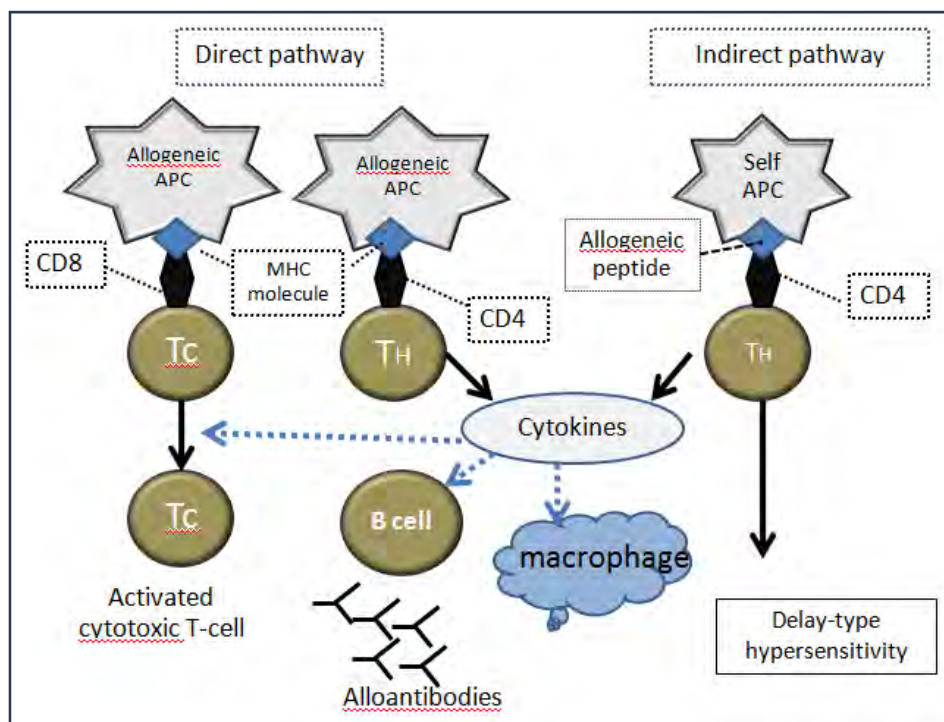 Direct pathway
Indirect pathway
Allogeneic
APC
Allogeneic
APC
Self
APC
CD8
MHC
molecule
CD4
Allogeneic
peptide
CD4
Tc
TH
TH
Cytokines
Tc
B cell
macrophage
Activated
cytotoxic T-cell
Alloantibodies
Delay-type
hypersensitivity